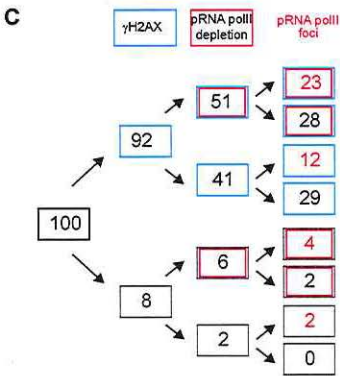 C
γH2AX
pRNA polII
depletion
pRNA polII
foci
23
51
28
92
12
41
29
100
4
6
2
8
2
2
0